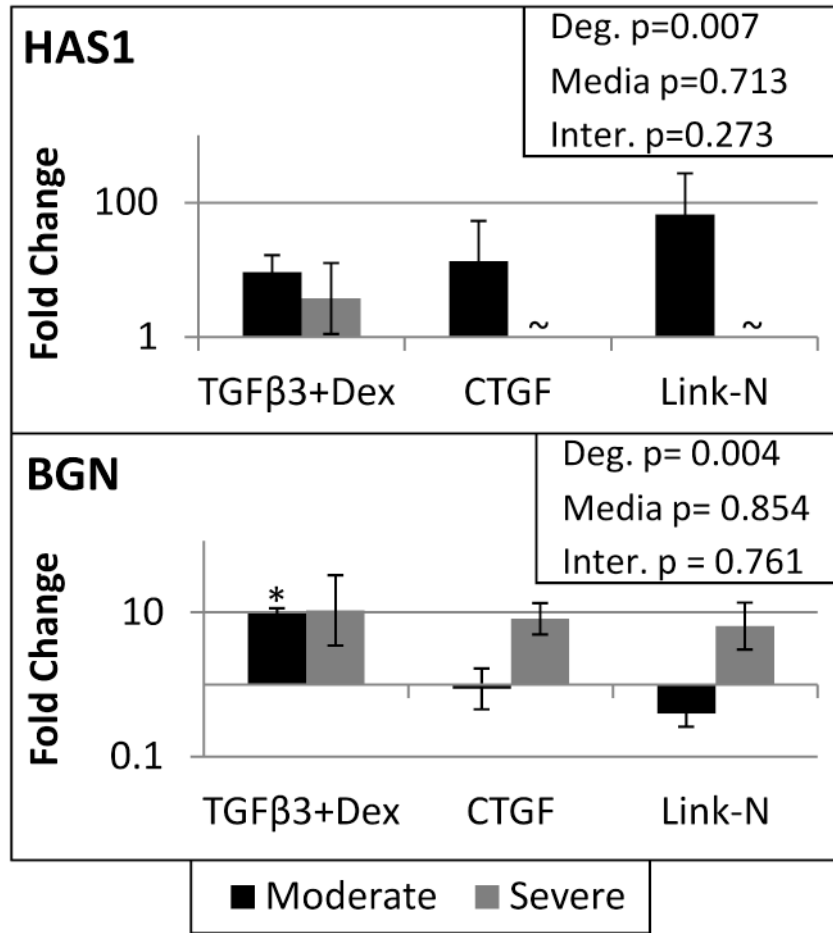 HAS1
Deg. p=0.007
Media p=0.713
Inter. p=0.273
Fold Change
100
1
~
~
TGFβ3+Dex CTGF Link-N
BGN
Deg. p= 0.004
Media p= 0.854
Inter. p = 0.761
Fold Change
10
0.1
*
TGFβ3+Dex CTGF Link-N
Moderate Severe